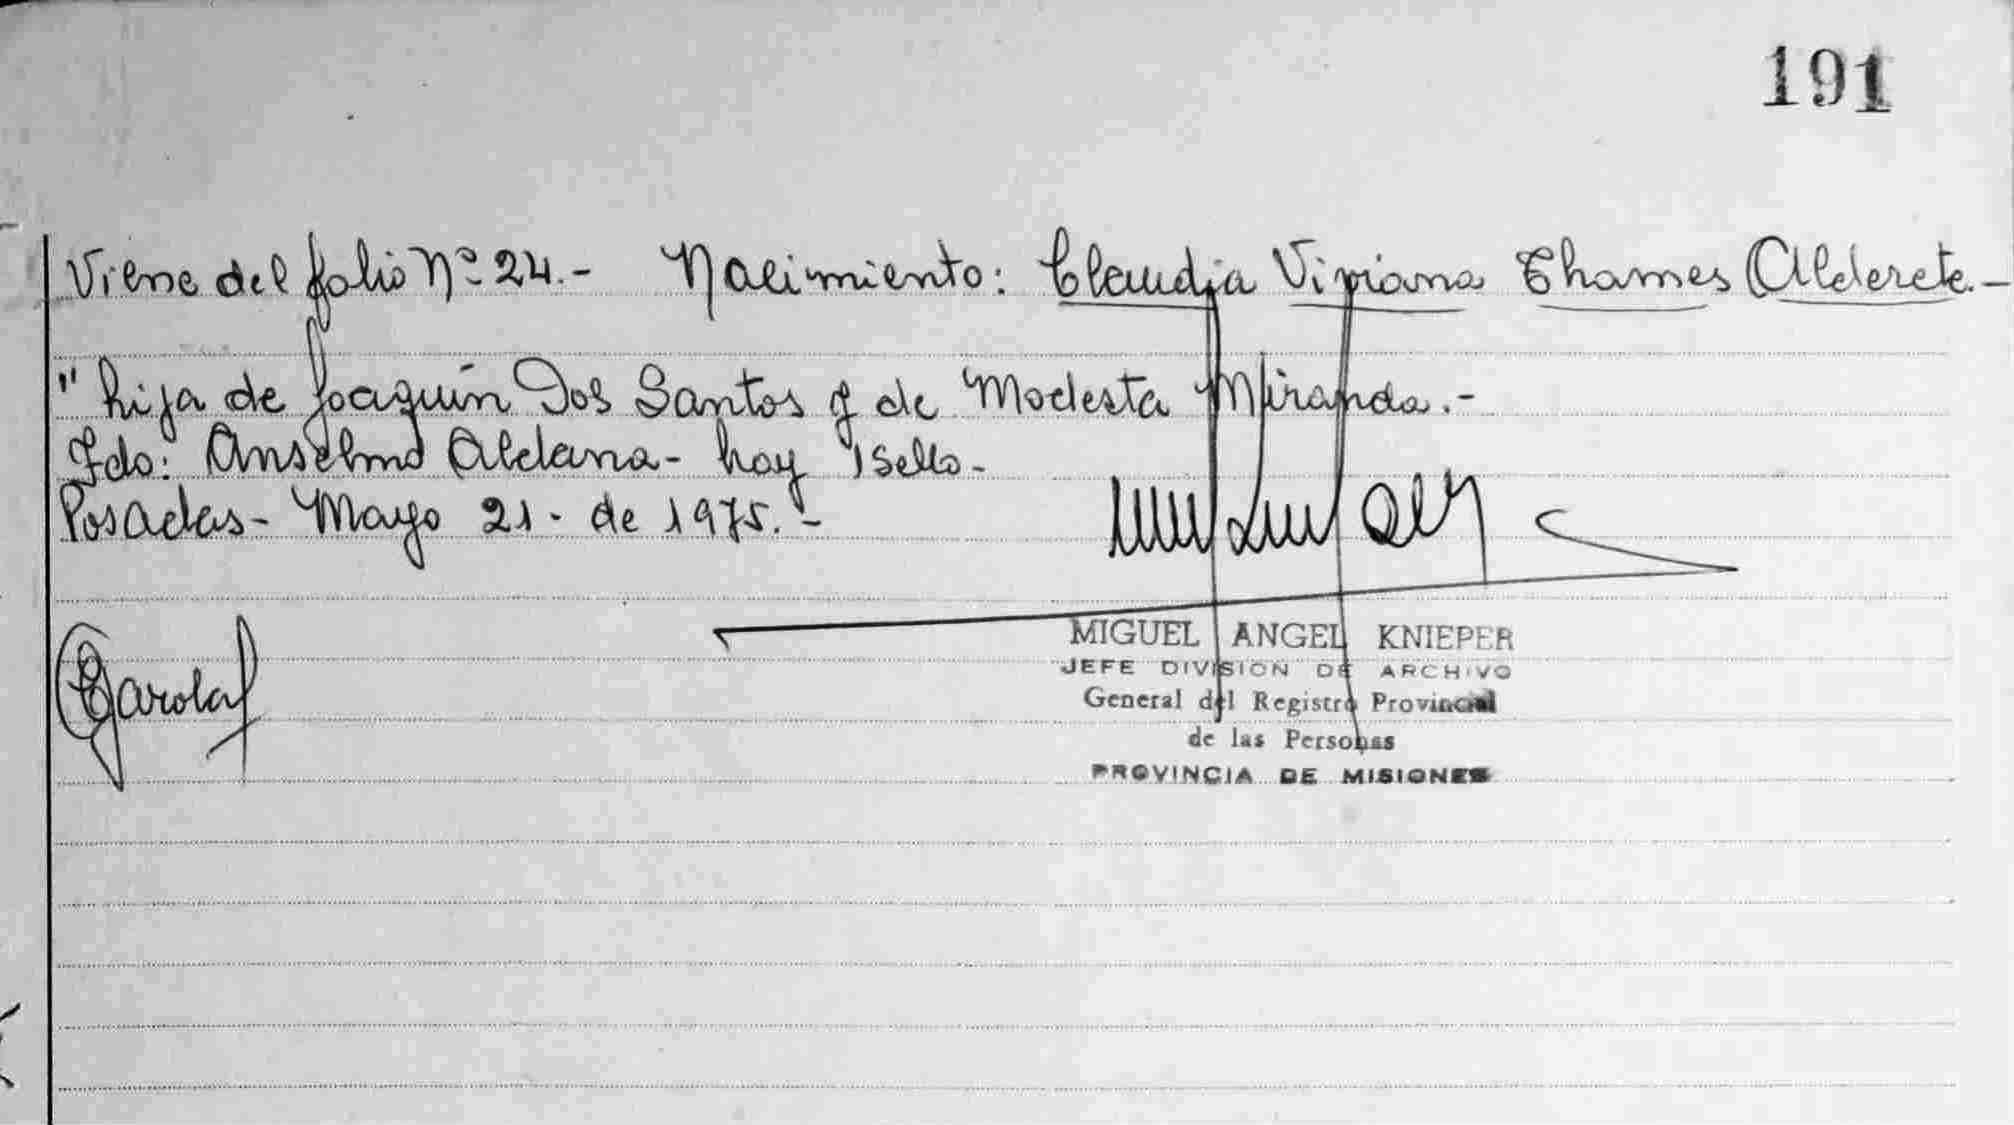 191
Viene del folio Nº 24.- Nacimiento: Claudia Viviana Chames Alderete.-
" hija de Joaquín Dos Santos y de Modesta Miranda.-
Fdo: Anselmo Aldana- hay 1 sello-
Posadas- Mayo 21- de 1975.-
MIGUEL ANGEL KNIEPER
JEFE DIVISION DE ARCHIVO
General del Registro Provincial
de las Personas
PROVINCIA DE MISIONES